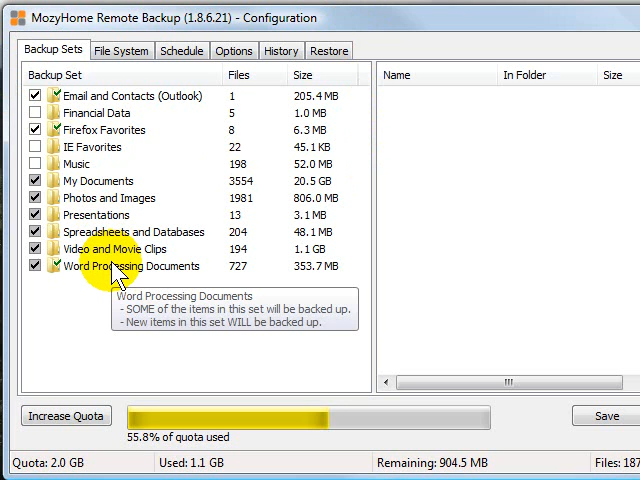 MozyHome Remote Backup (1.8.6.21) - Configuration
Backup Sets File System Schedule Options History Restore
Backup Set Files Size Name In Folder Size
Email and Contacts (Outlook) 1 205.4 MB
Financial Data 5 1.0 MB
Firefox Favorites 8 6.3 MB
IE Favorites 22 45.1 KB
Music 198 52.0 MB
My Documents 3554 20.5 GB
Photos and Images 1981 806.0 MB
Presentations 13 3.1 MB
Spreadsheets and Databases 204 48.1 MB
Video and Movie Clips 194 1.1 GB
Word Processing Documents 727 353.7 MB
Word Processing Documents
- SOME of the items in this set will be backed up.
- New items in this set WILL be backed up.
Increase Quota Save
55.8% of quota used
Quota: 2.0 GB Used: 1.1 GB Remaining: 904.5 MB Files: 187